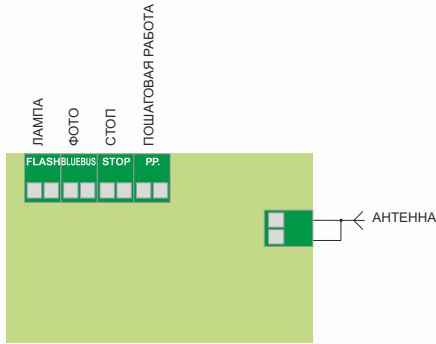 ЛАМПА
ФОТО
СТОП
ПОШАГОВАЯ РАБОТА
FLASH
BLUEBUS
STOP
PP.
АНТЕННА